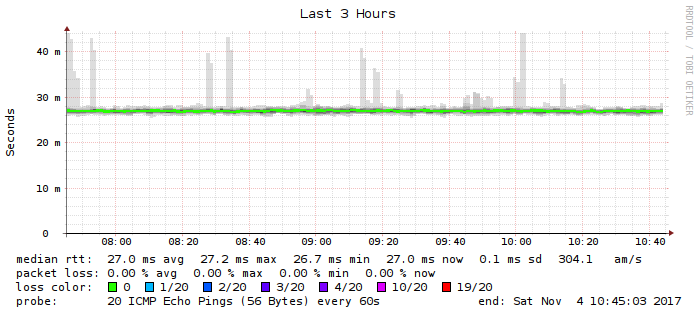 Last 3 Hours
RRDTOOL / TOBI OETIKER
Seconds
40 m
30 m
20 m
10 m
0
08:00 08:20 08:40 09:00 09:20 09:40 10:00 10:20 10:40
median rtt: 27.0 ms avg 27.2 ms max 26.7 ms min 27.0 ms now 0.1 ms sd 304.1 am/s
packet loss: 0.00 % avg 0.00 % max 0.00 % min 0.00 % now
loss color: 0 1/20 2/20 3/20 4/20 10/20 19/20
probe: 20 ICMP Echo Pings (56 Bytes) every 60s end: Sat Nov 4 10:45:03 2017